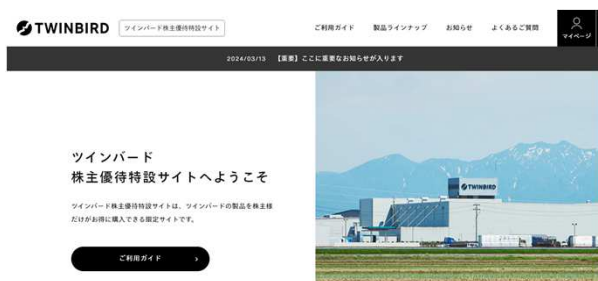 TWINBIRD
ツインバード株主優待特設サイト
ご利用ガイド
製品ラインナップ
お知らせ
よくあるご質問
マイページ
2024/03/13 【重要】ここに重要なお知らせが入ります
ツインバード
株主優待特設サイトへようこそ
ツインバード株主優待特設サイトは、ツインバードの製品を株主様
だけがお得に購入できる限定サイトです。
ご利用ガイド
TWINBIRD